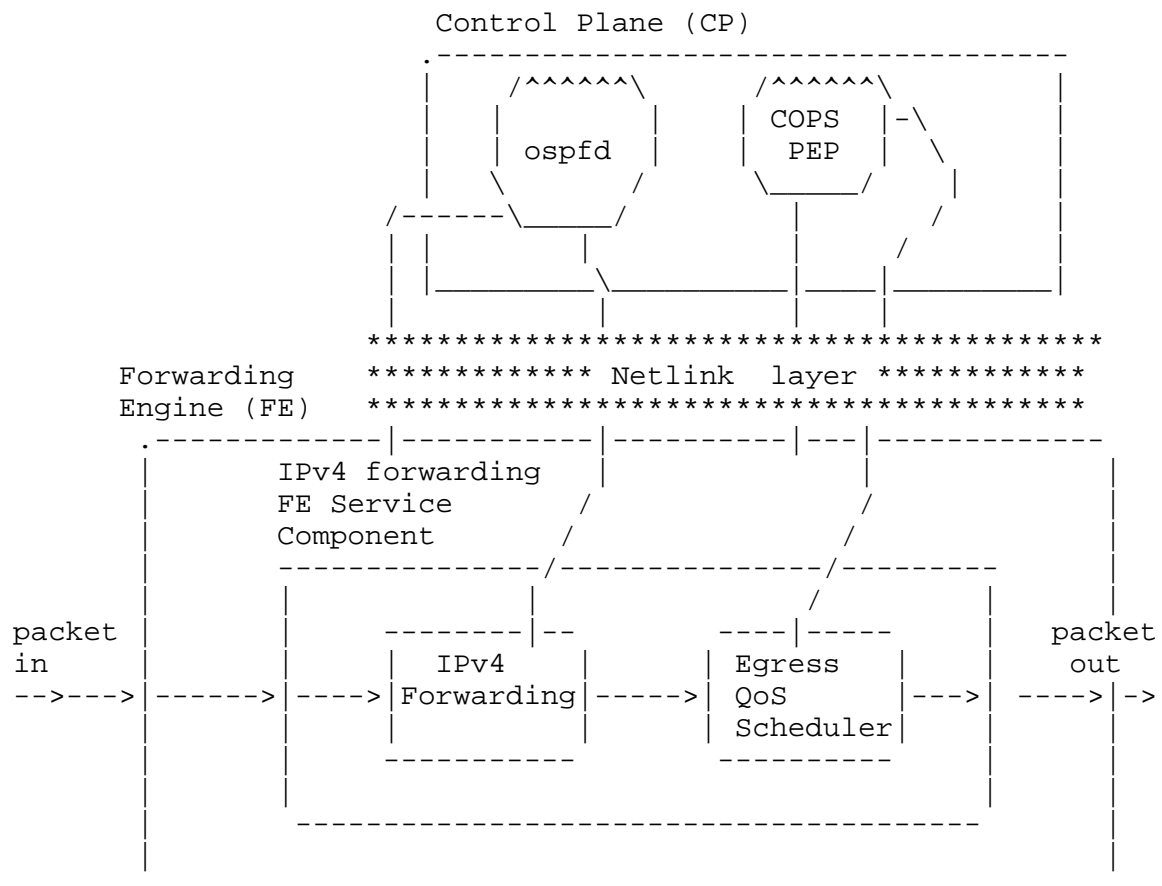 Control Plane (CP)
COPS
ospfd PEP
Netlink layer
Forwarding
Engine (FE)
IPv4 forwarding
FE Service
Component
packet
in
packet
out
IPv4
Forwarding
Egress
QoS
Scheduler